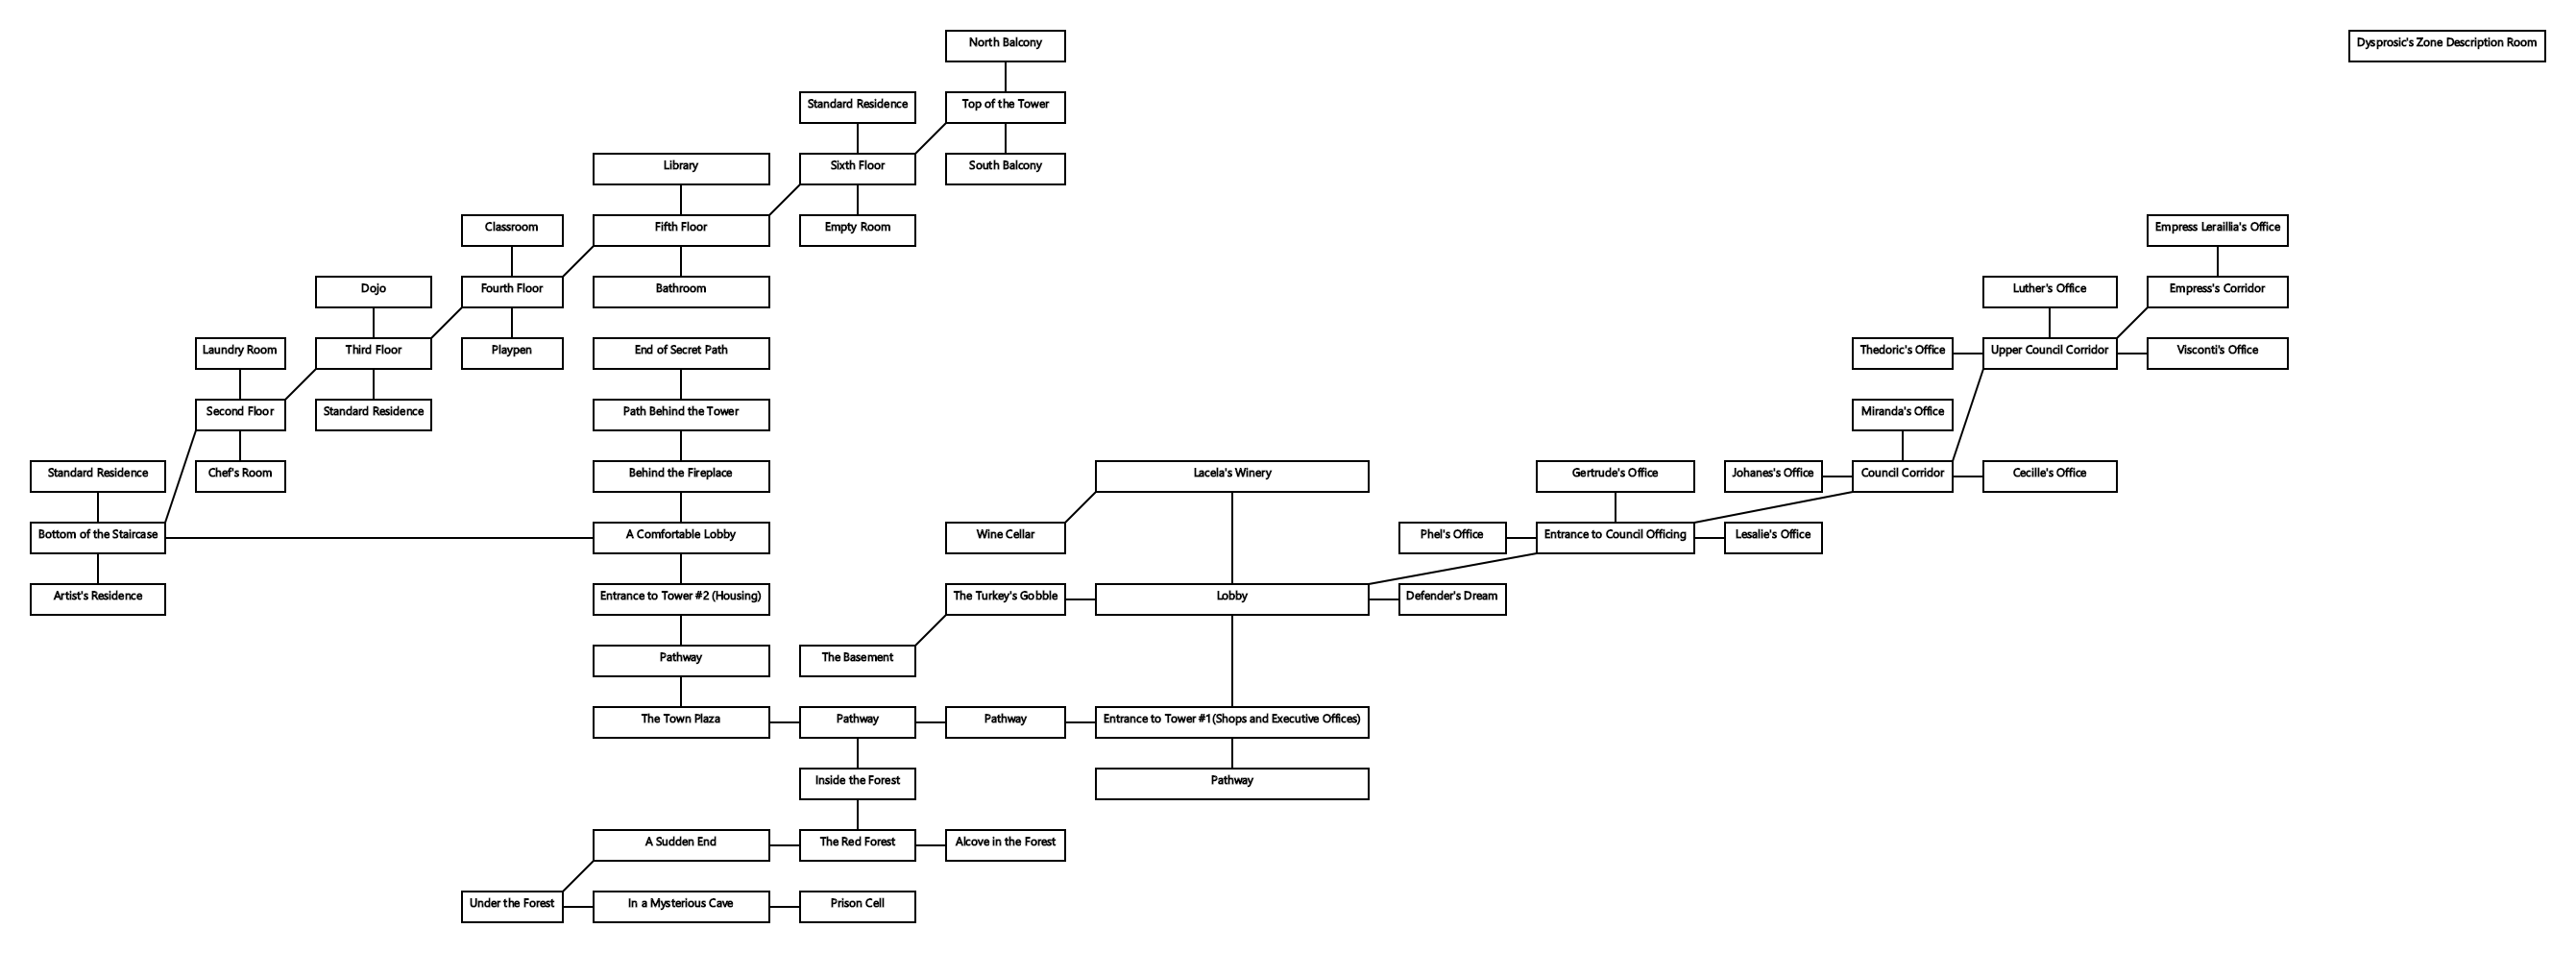 North Balcony
Dysprosic's Zone Description Room
Standard Residence
Top of the Tower
Library
Sixth Floor
South Balcony
Classroom
Fifth Floor
Empty Room
Empress Leraillia's Office
Dojo
Fourth Floor
Bathroom
Luther's Office
Empress's Corridor
Laundry Room
Third Floor
Playpen
End of Secret Path
Thedoric's Office
Upper Council Corridor
Visconti's Office
Second Floor
Standard Residence
Path Behind the Tower
Miranda's Office
Standard Residence
Chef's Room
Behind the Fireplace
Lacela's Winery
Gertrude's Office
Johanes's Office
Council Corridor
Cecille's Office
Bottom of the Staircase
A Comfortable Lobby
Wine Cellar
Phel's Office
Entrance to Council Officing
Lesalie's Office
Artist's Residence
Entrance to Tower #2 (Housing)
The Turkey's Gobble
Lobby
Defender's Dream
Pathway
The Basement
The Town Plaza
Pathway
Pathway
Entrance to Tower #1(Shops and Executive Offices)
Inside the Forest
Pathway
A Sudden End
The Red Forest
Alcove in the Forest
Under the Forest
In a Mysterious Cave
Prison Cell